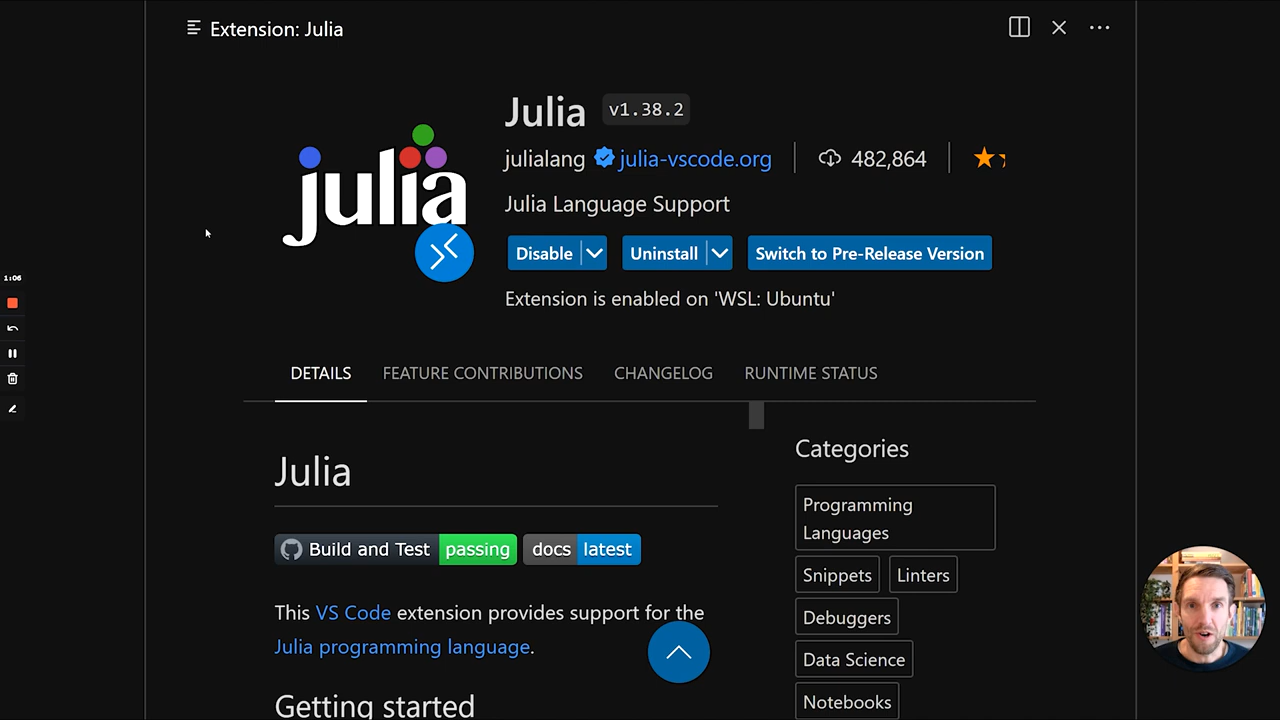 Extension: Julia
Julia v1.38.2
julialang julia-vscode.org 482,864
julia
Julia Language Support
Disable Uninstall Switch to Pre-Release Version
Extension is enabled on 'WSL: Ubuntu'
1:06
DETAILS FEATURE CONTRIBUTIONS CHANGELOG RUNTIME STATUS
Julia
Build and Test passing docs latest
This VS Code extension provides support for the
Julia programming language.
Getting started
Categories
Programming
Languages
Snippets Linters
Debuggers
Data Science
Notebooks